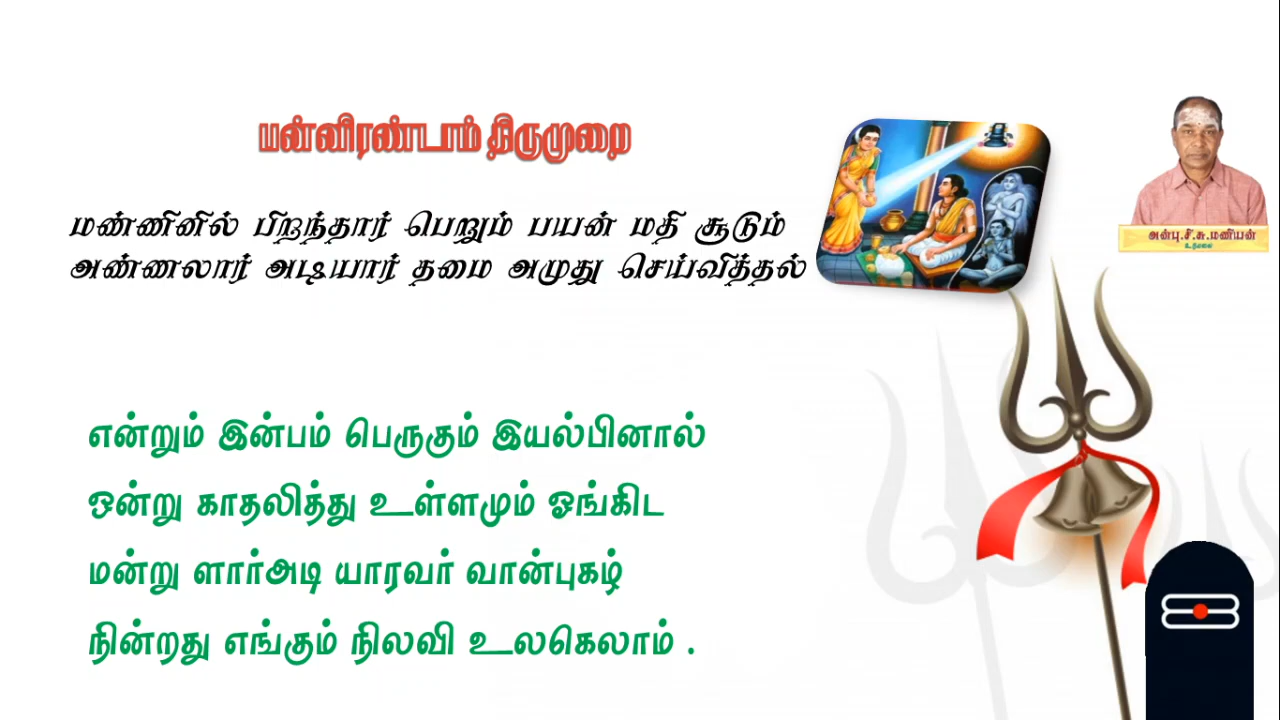 பன்னிரண்டாம் திருமுறை
மண்ணினில் பிறந்தார் பெறும் பயன் மதி சூடும்
அண்ணலார் அடியார் தமை அமுது செய்வித்தல்
அன்பு.சி.சு.மணியன்
என்றும் இன்பம் பெருகும் இயல்பினால்
ஒன்று காதலித்து உள்ளமும் ஓங்கிட
மன்று ளார்அடி யாரவர் வான்புகழ்
நின்றது எங்கும் நிலவி உலகெலாம் .